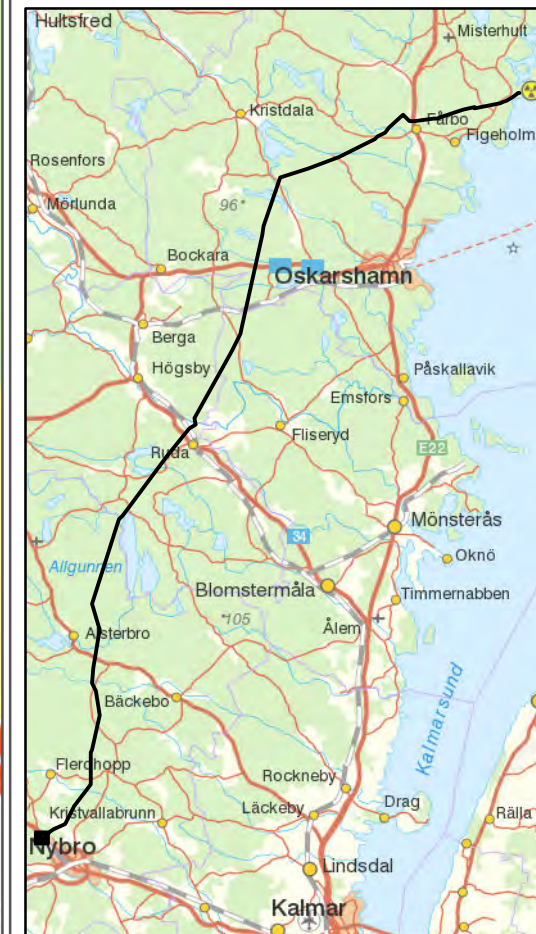 Hultsfred
Misterhult
Kristdala
Fårbo
Figeholm
Rosenfors
Mörlunda
96
Bockara
Oskarshamn
Berga
Högsby
Påskallavik
Emsfors
Fliseryd
Ruda
E22
Mönsterås
34
Oknö
Allgunnen
Blomstermåla
Timmernabben
105
Ålem
Alsterbro
Bäckebo
Kalmarsund
Flerohopp
Rockneby
Kristvallabrunn
Läckeby
Drag
Rälla
Nybro
Lindsdal
Kalmar